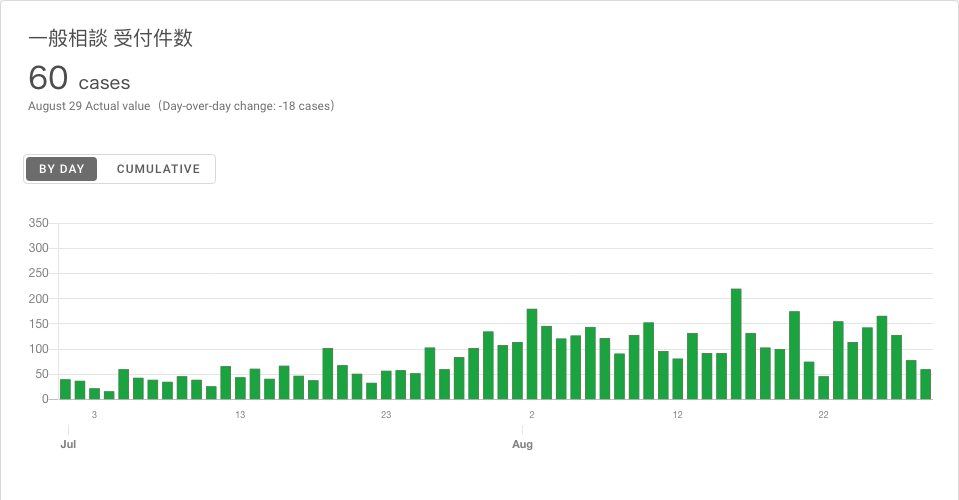 一般相談 受付件数
60 cases
August 29 Actual value（Day-over-day change: -18 cases）
BY DAY CUMULATIVE
350
300
250
200
150
100
50
0
3 13 23 2 12 22
Jul Aug